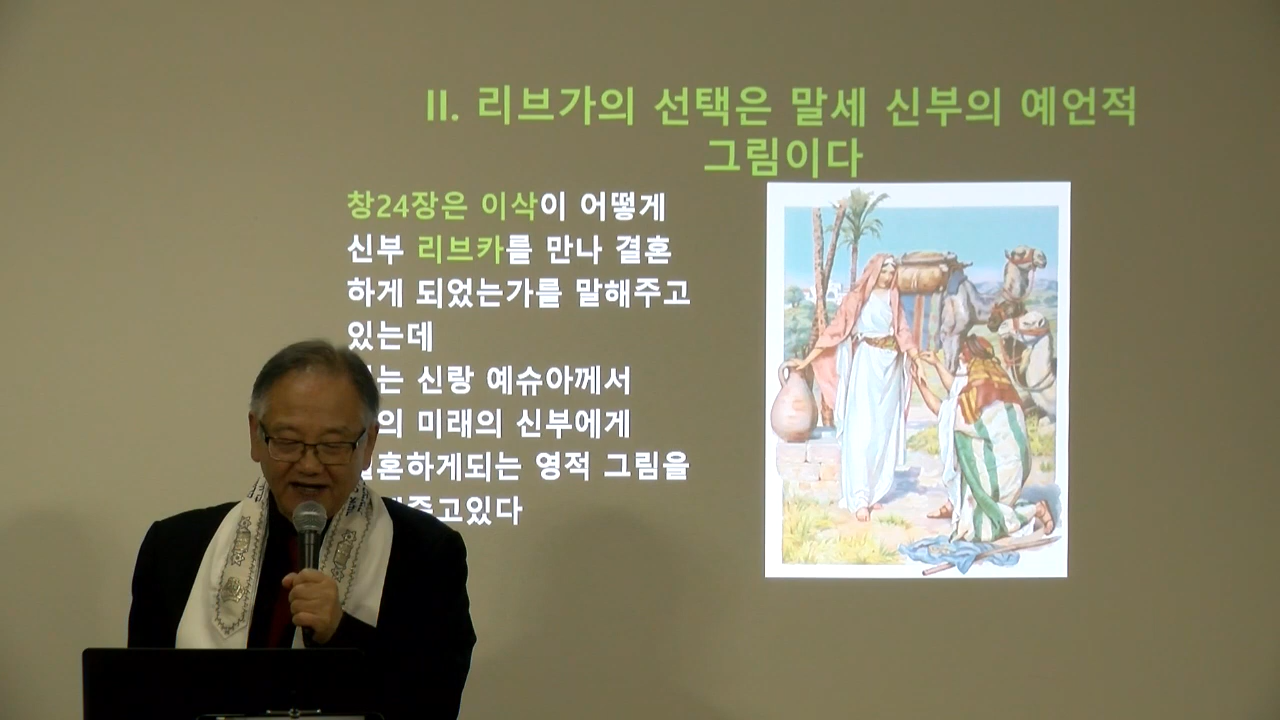 II. 리브가의 선택은 말세 신부의 예언적
그림이다
창24장은 이삭이 어떻게
신부 리브카를 만나 결혼
하게 되었는가를 말해주고
있는데
는 신랑 예슈아께서
의 미래의 신부에게
혼하게되는 영적 그림을
주고있다